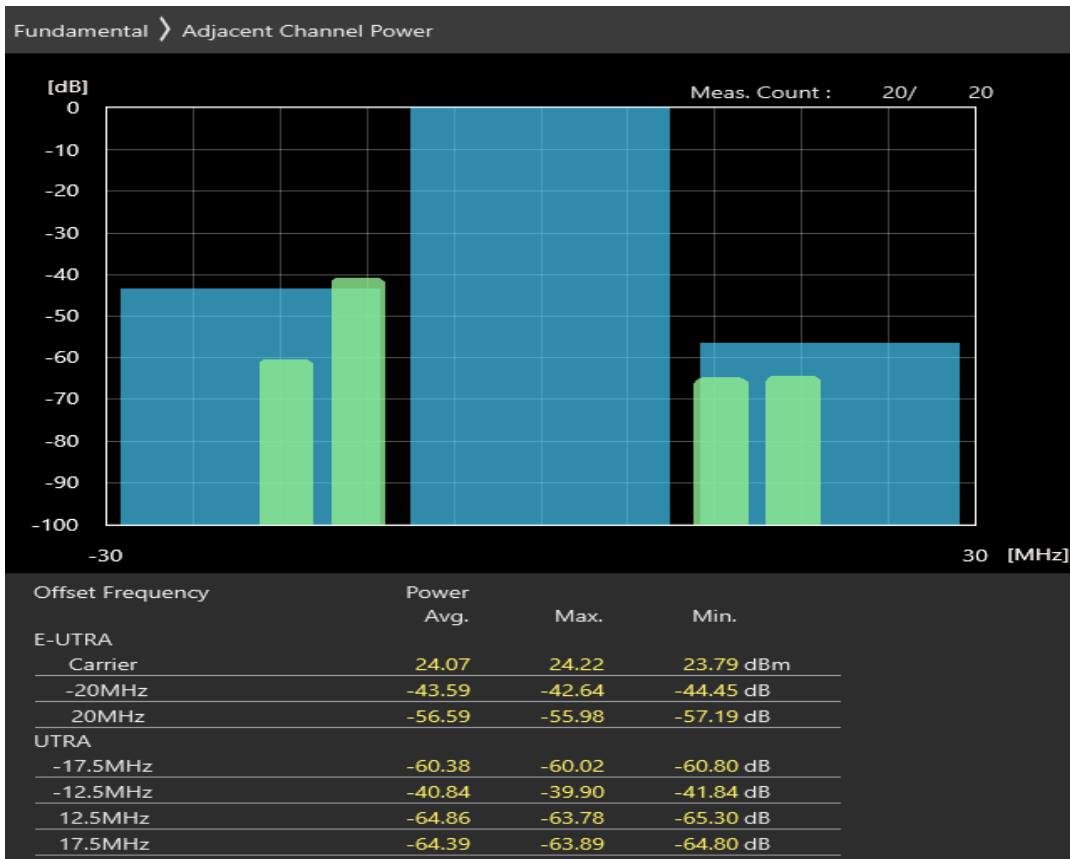 Fundamental 〉 Adjacent Channel Power
[dB]
Meas. Count : 20/ 20
0
-10
-20
-30
-40
-50
-60
-70
-80
-90
-100
-30 30 [MHz]
Offset Frequency Power
Avg. Max. Min.
E-UTRA
Carrier 24.07 24.22 23.79 dBm
-20MHz -43.59 -42.64 -44.45 dB
20MHz -56.59 -55.98 -57.19 dB
UTRA
-17.5MHz -60.38 -60.02 -60.80 dB
-12.5MHz -40.84 -39.90 -41.84 dB
12.5MHz -64.86 -63.78 -65.30 dB
17.5MHz -64.39 -63.89 -64.80 dB